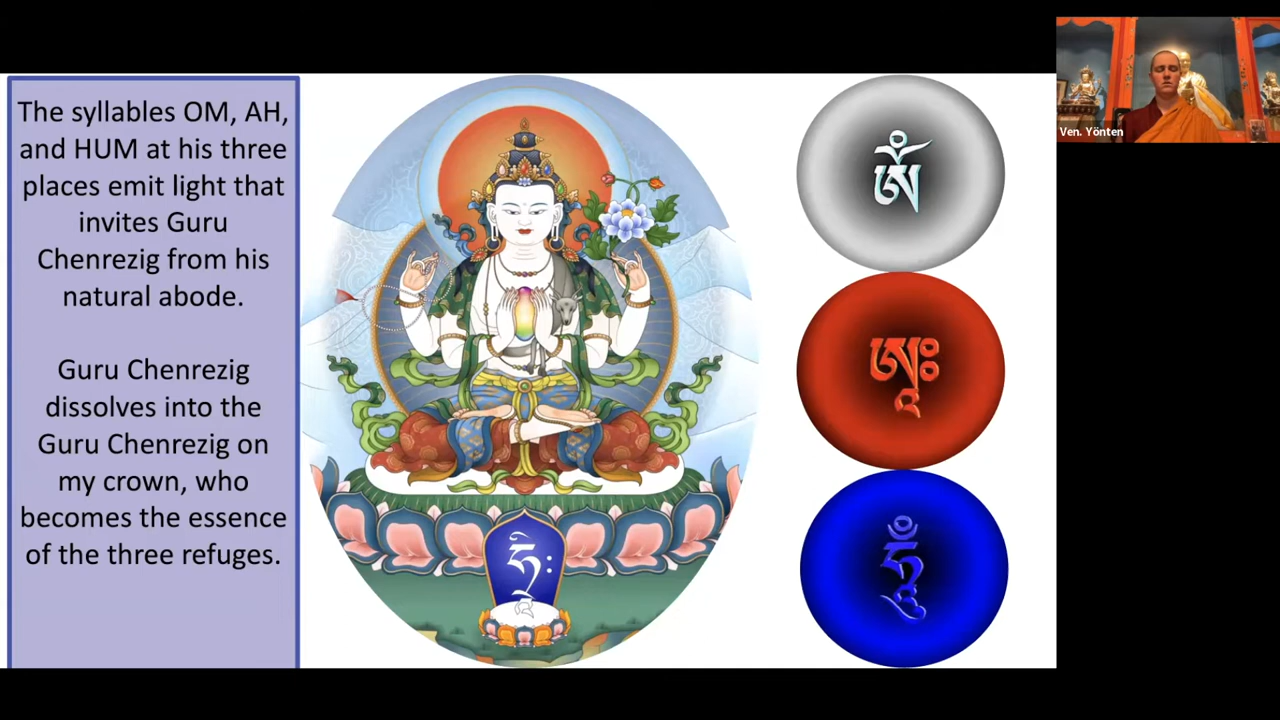 The syllables OM, AH,
and HUM at his three
places emit light that
invites Guru
Chenrezig from his
natural abode.
Guru Chenrezig
dissolves into the
Guru Chenrezig on
my crown, who
becomes the essence
of the three refuges.
ཨོཾ
ཨཱཿ
ཧཱུྃ
ཧྲཱིཿ
Ven. Yönten